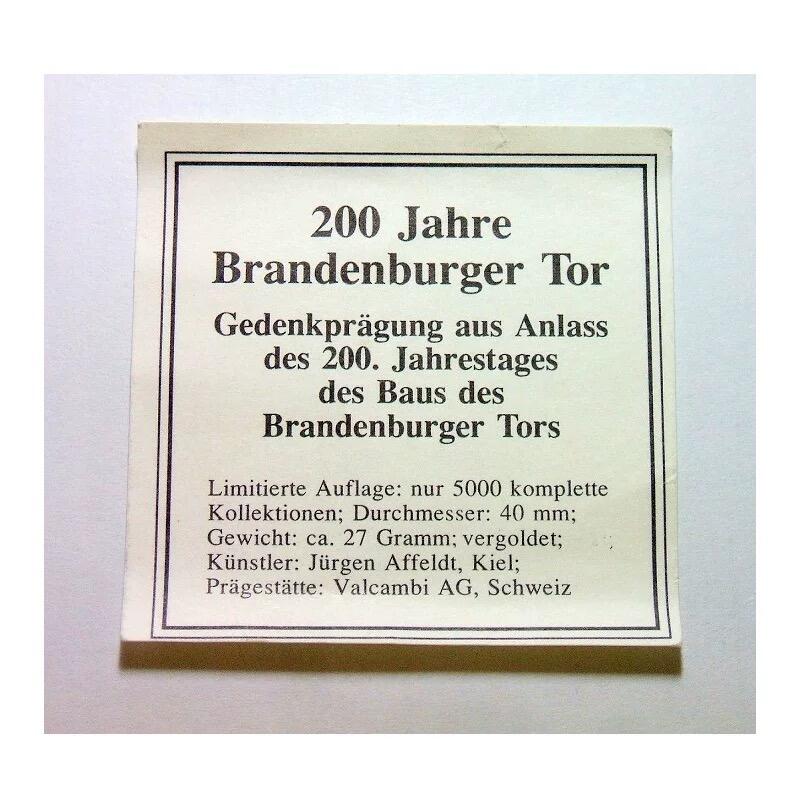 200 Jahre
Brandenburger Tor
Gedenkprägung aus Anlass
des 200. Jahrestages
des Baus des
Brandenburger Tors
Limitierte Auflage: nur 5000 komplette
Kollektionen; Durchmesser: 40 mm;
Gewicht: ca. 27 Gramm; vergoldet;
Künstler: Jürgen Affeldt, Kiel;
Prägestätte: Valcambi AG, Schweiz